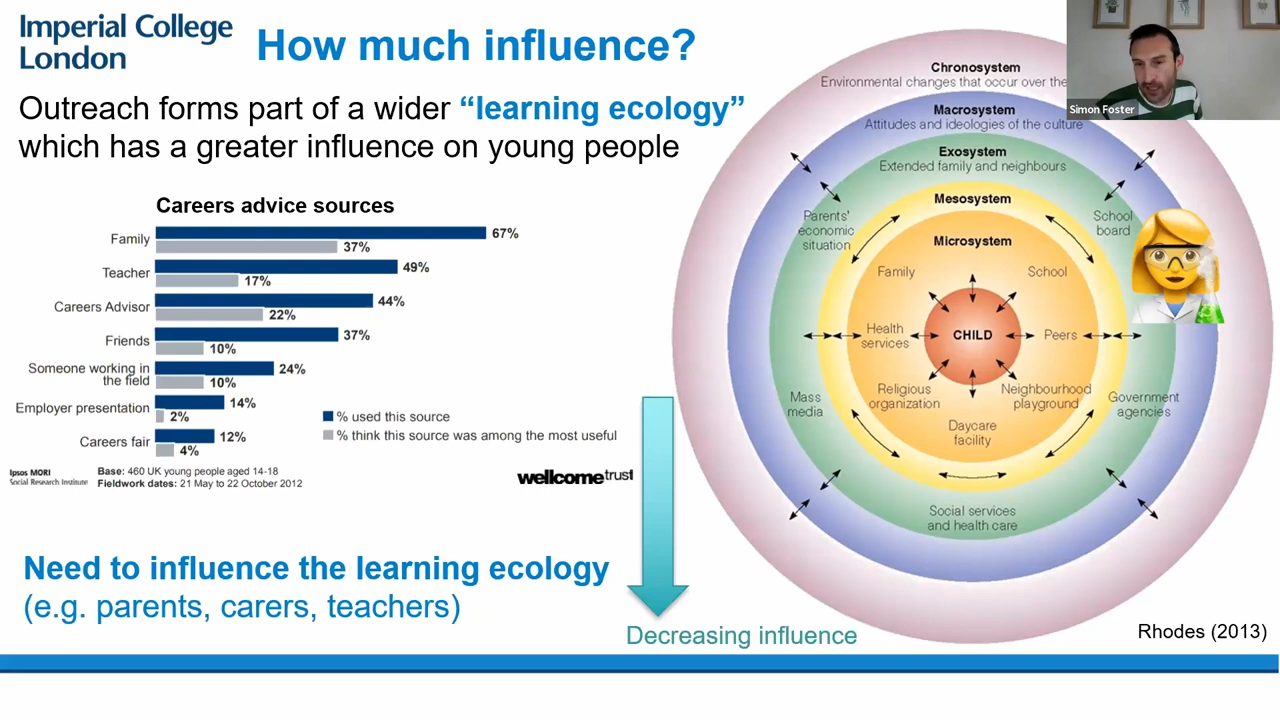 Imperial College
London
How much influence?
Outreach forms part of a wider “learning ecology”
which has a greater influence on young people
Careers advice sources
Family
67%
37%
Teacher
49%
17%
Careers Advisor
44%
22%
Friends
37%
10%
Someone working in
the field
24%
10%
Employer presentation
14%
2%
Careers fair
12%
4%
% used this source
% think this source was among the most useful
Ipsos MORI
Social Research Institute
Base: 460 UK young people aged 14-18
Fieldwork dates: 21 May to 22 October 2012
wellcometrust
Need to influence the learning ecology
(e.g. parents, carers, teachers)
Decreasing influence
Chronosystem
Environmental changes that occur over the
Macrosystem
Attitudes and ideologies of the culture
Exosystem
Extended family and neighbours
Mesosystem
Microsystem
Parents'
economic
situation
School
board
Family
School
Health
services
CHILD
Peers
Religious
organization
Neighbourhood
playground
Daycare
facility
Mass
media
Government
agencies
Social services
and health care
Rhodes (2013)
Simon Foster